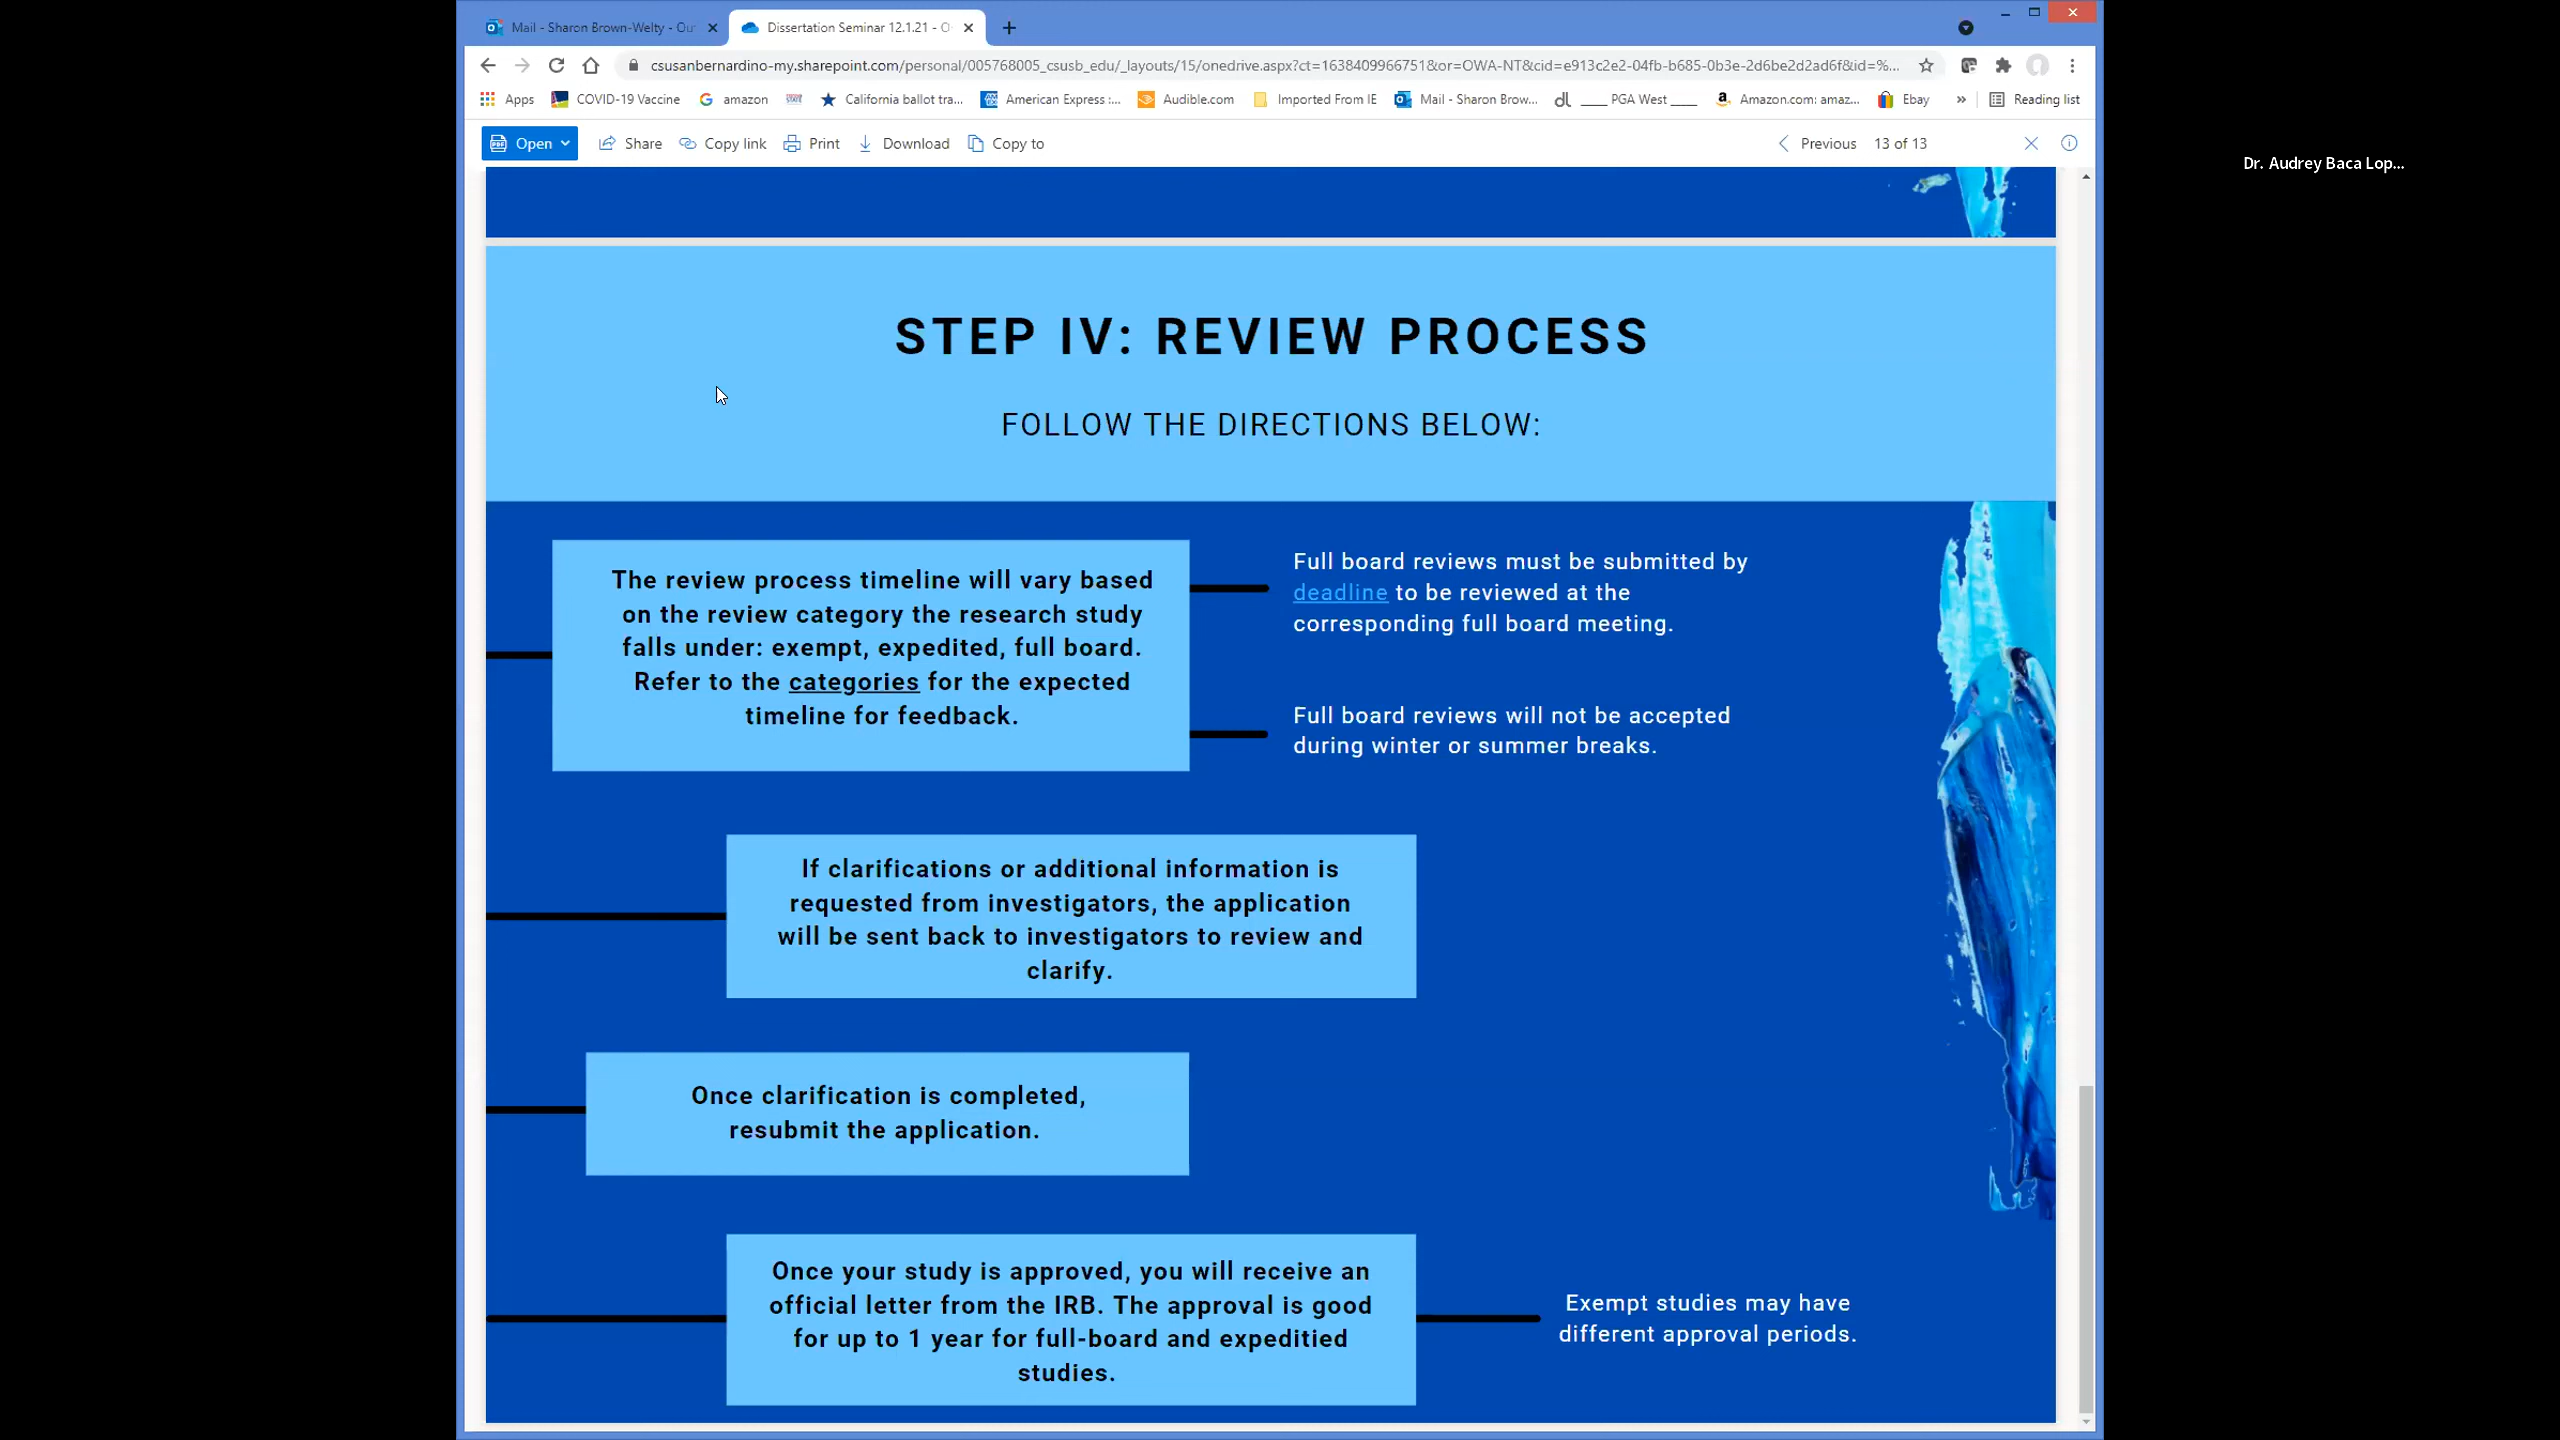 Mail - Sharon Brown-Welty - Ou
Dissertation Seminar 12.1.21 - O
csusanbernardino-my.sharepoint.com/personal/005768005_csusb_edu/_layouts/15/onedrive.aspx?ct=1638409966751&or=OWA-NT&cid=e913c2e2-04fb-b685-0b3e-2d6be2d2ad6f&id=%...
Apps COVID-19 Vaccine amazon California ballot tra... American Express :... Audible.com Imported From IE Mail - Sharon Brow... ____ PGA West ____ Amazon.com: amaz... Ebay » Reading list
Open Share Copy link Print Download Copy to Previous 13 of 13
Dr. Audrey Baca Lop...
STEP IV: REVIEW PROCESS
FOLLOW THE DIRECTIONS BELOW:
The review process timeline will vary based
on the review category the research study
falls under: exempt, expedited, full board.
Refer to the categories for the expected
timeline for feedback.
Full board reviews must be submitted by
deadline to be reviewed at the
corresponding full board meeting.
Full board reviews will not be accepted
during winter or summer breaks.
If clarifications or additional information is
requested from investigators, the application
will be sent back to investigators to review and
clarify.
Once clarification is completed,
resubmit the application.
Once your study is approved, you will receive an
official letter from the IRB. The approval is good
for up to 1 year for full-board and expeditied
studies.
Exempt studies may have
different approval periods.